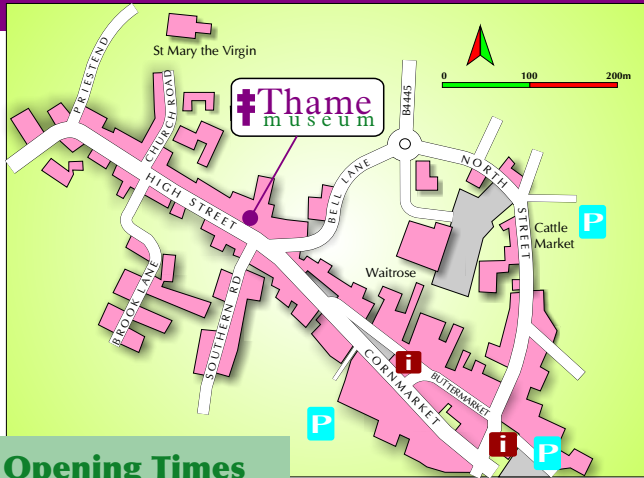 St Mary the Virgin
PRIESTEND
CHURCH ROAD
Thame
museum
B4445
0 100 200m
HIGH STREET
BELL LANE
NORTH
STREET
P
Cattle
Market
Waitrose
BROOK LANE
SOUTHERN RD
CORNMARKET
i
BUTTERMARKET
P
i
P
Opening Times